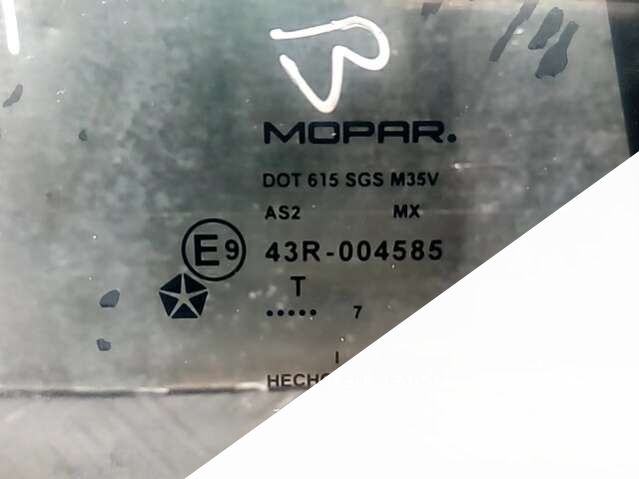 MOPAR.
DOT 615 SGS M35V
AS2 MX
E9 43R-004585
T
••••• 7
I